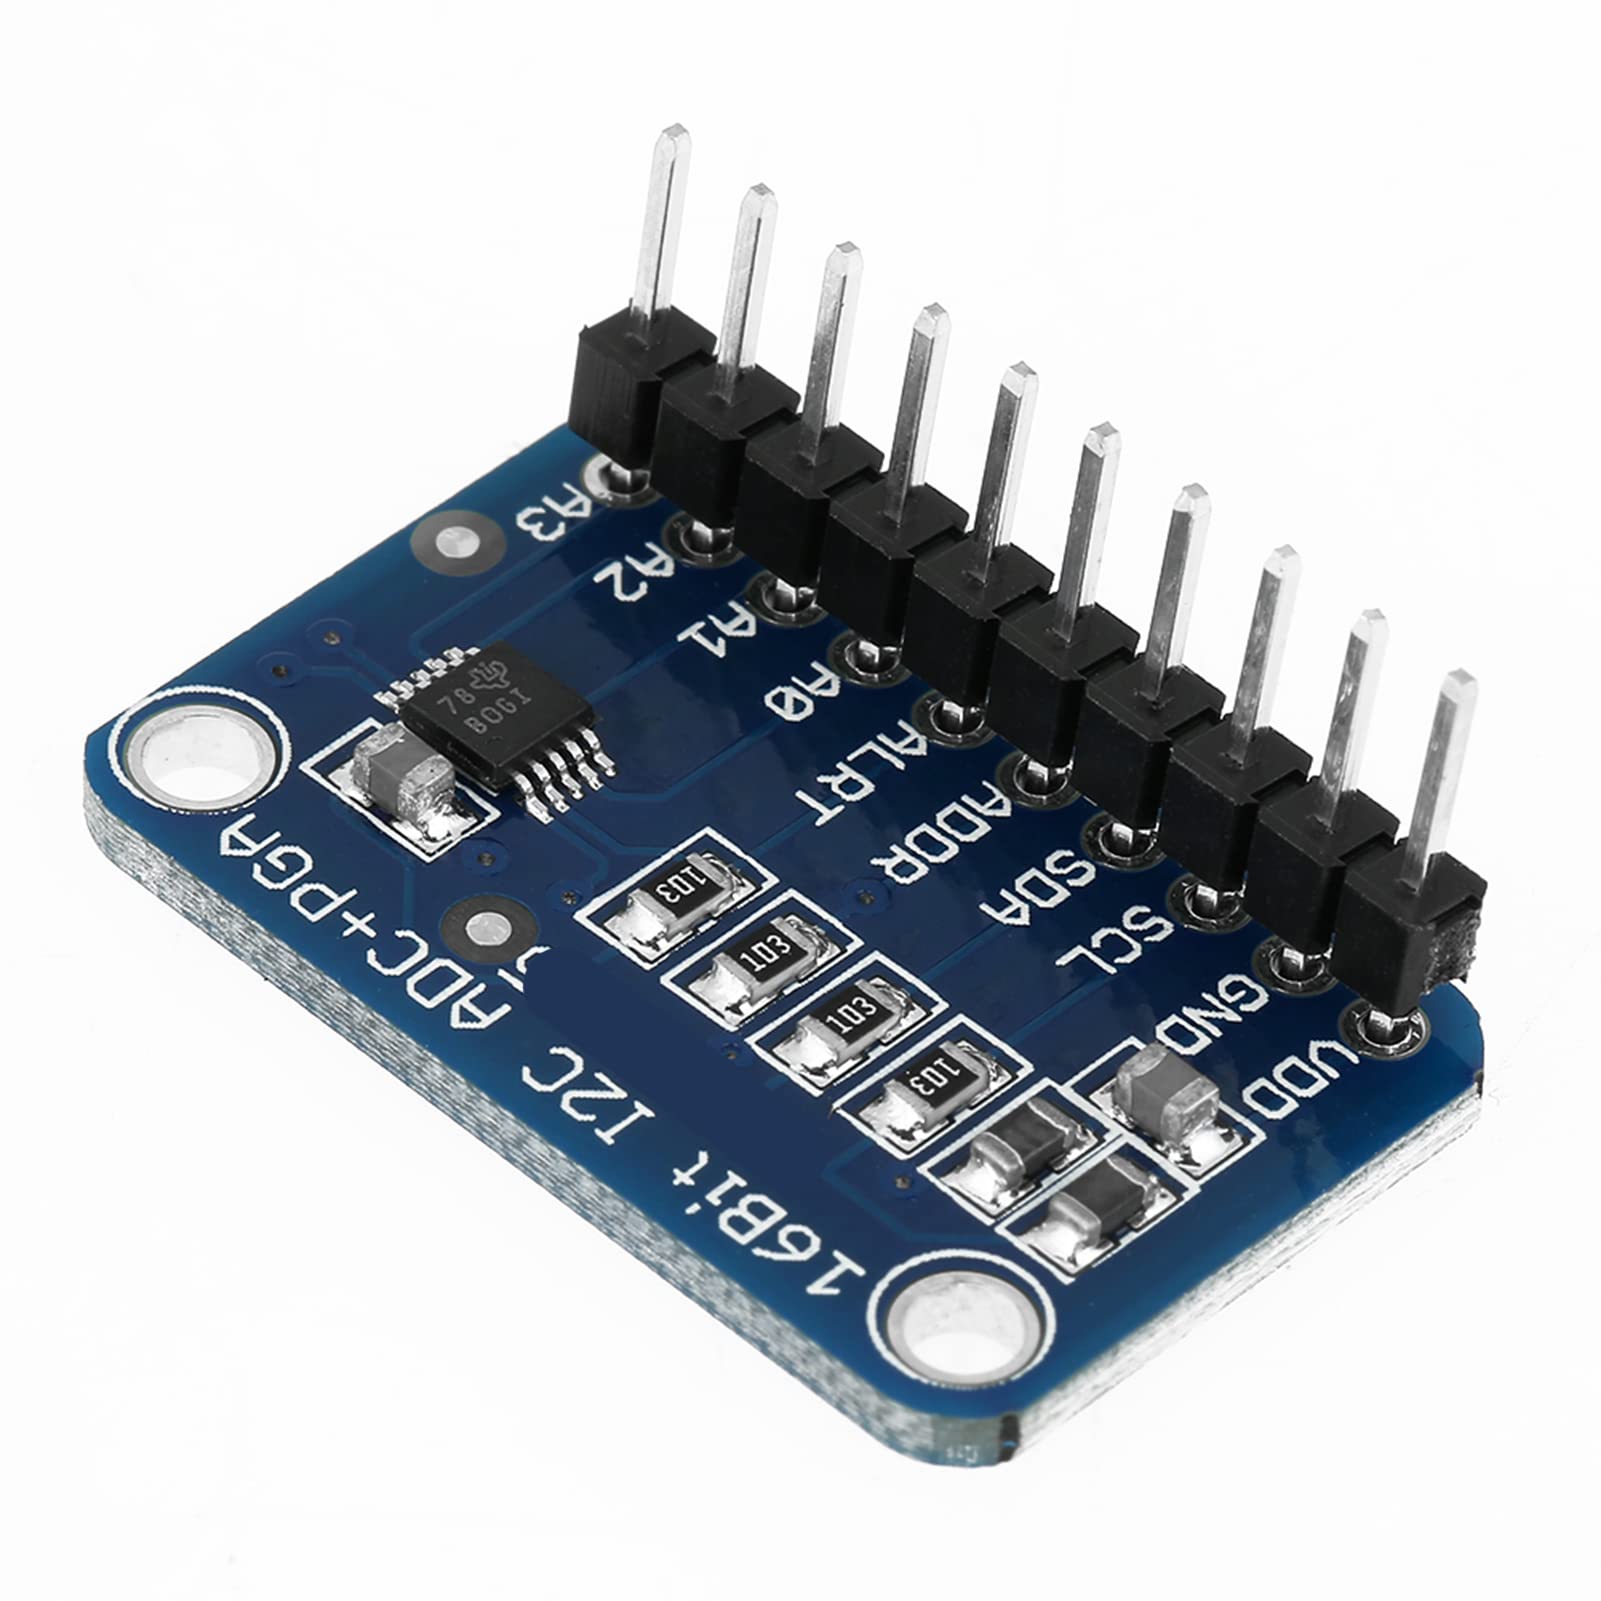 VDD
GND
SCL
SDA
ADDR
ALRT
A0
A1
A2
A3
103
103
103
103
78
BOGI
16Bit I2C
ADC+PGA